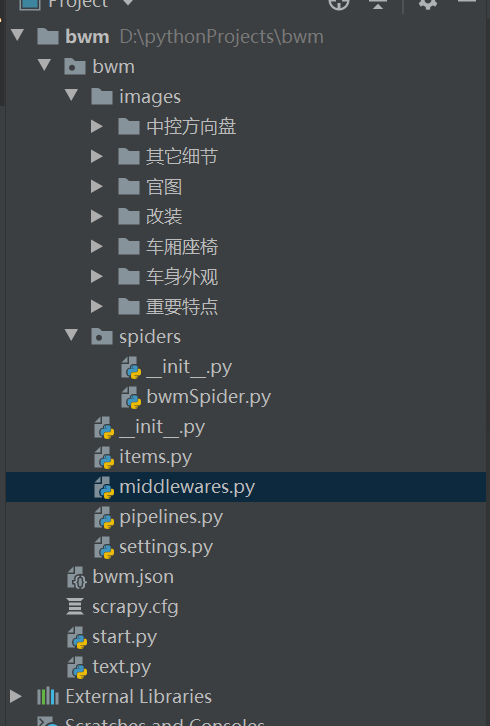 Project
bwm D:\pythonProjects\bwm
bwm
images
中控方向盘
其它细节
官图
改装
车厢座椅
车身外观
重要特点
spiders
__init__.py
bwmSpider.py
__init__.py
items.py
middlewares.py
pipelines.py
settings.py
bwm.json
scrapy.cfg
start.py
text.py
External Libraries
Scratches and Consoles